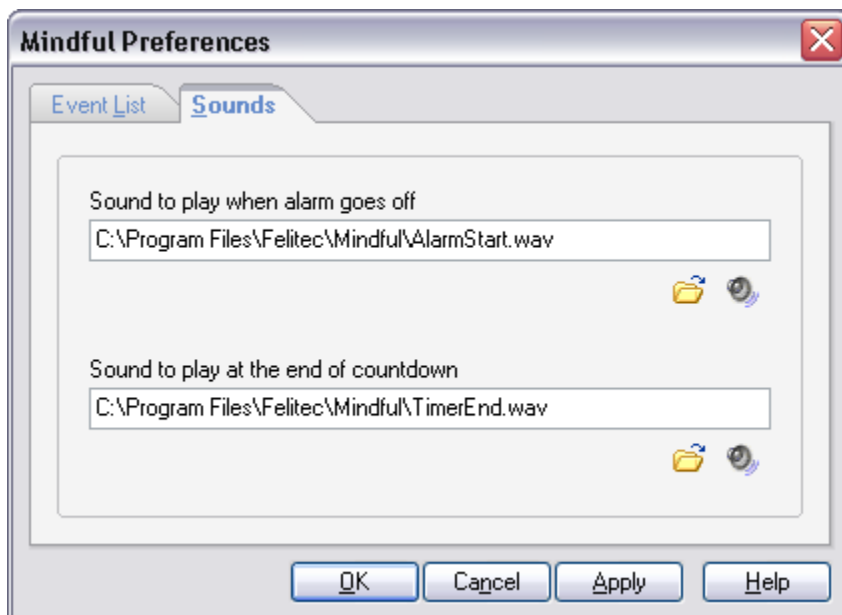 Mindful Preferences
Event List
Sounds
Sound to play when alarm goes off
C:\Program Files\Felitec\Mindful\AlarmStart.wav
Sound to play at the end of countdown
C:\Program Files\Felitec\Mindful\TimerEnd.wav
OK
Cancel
Apply
Help